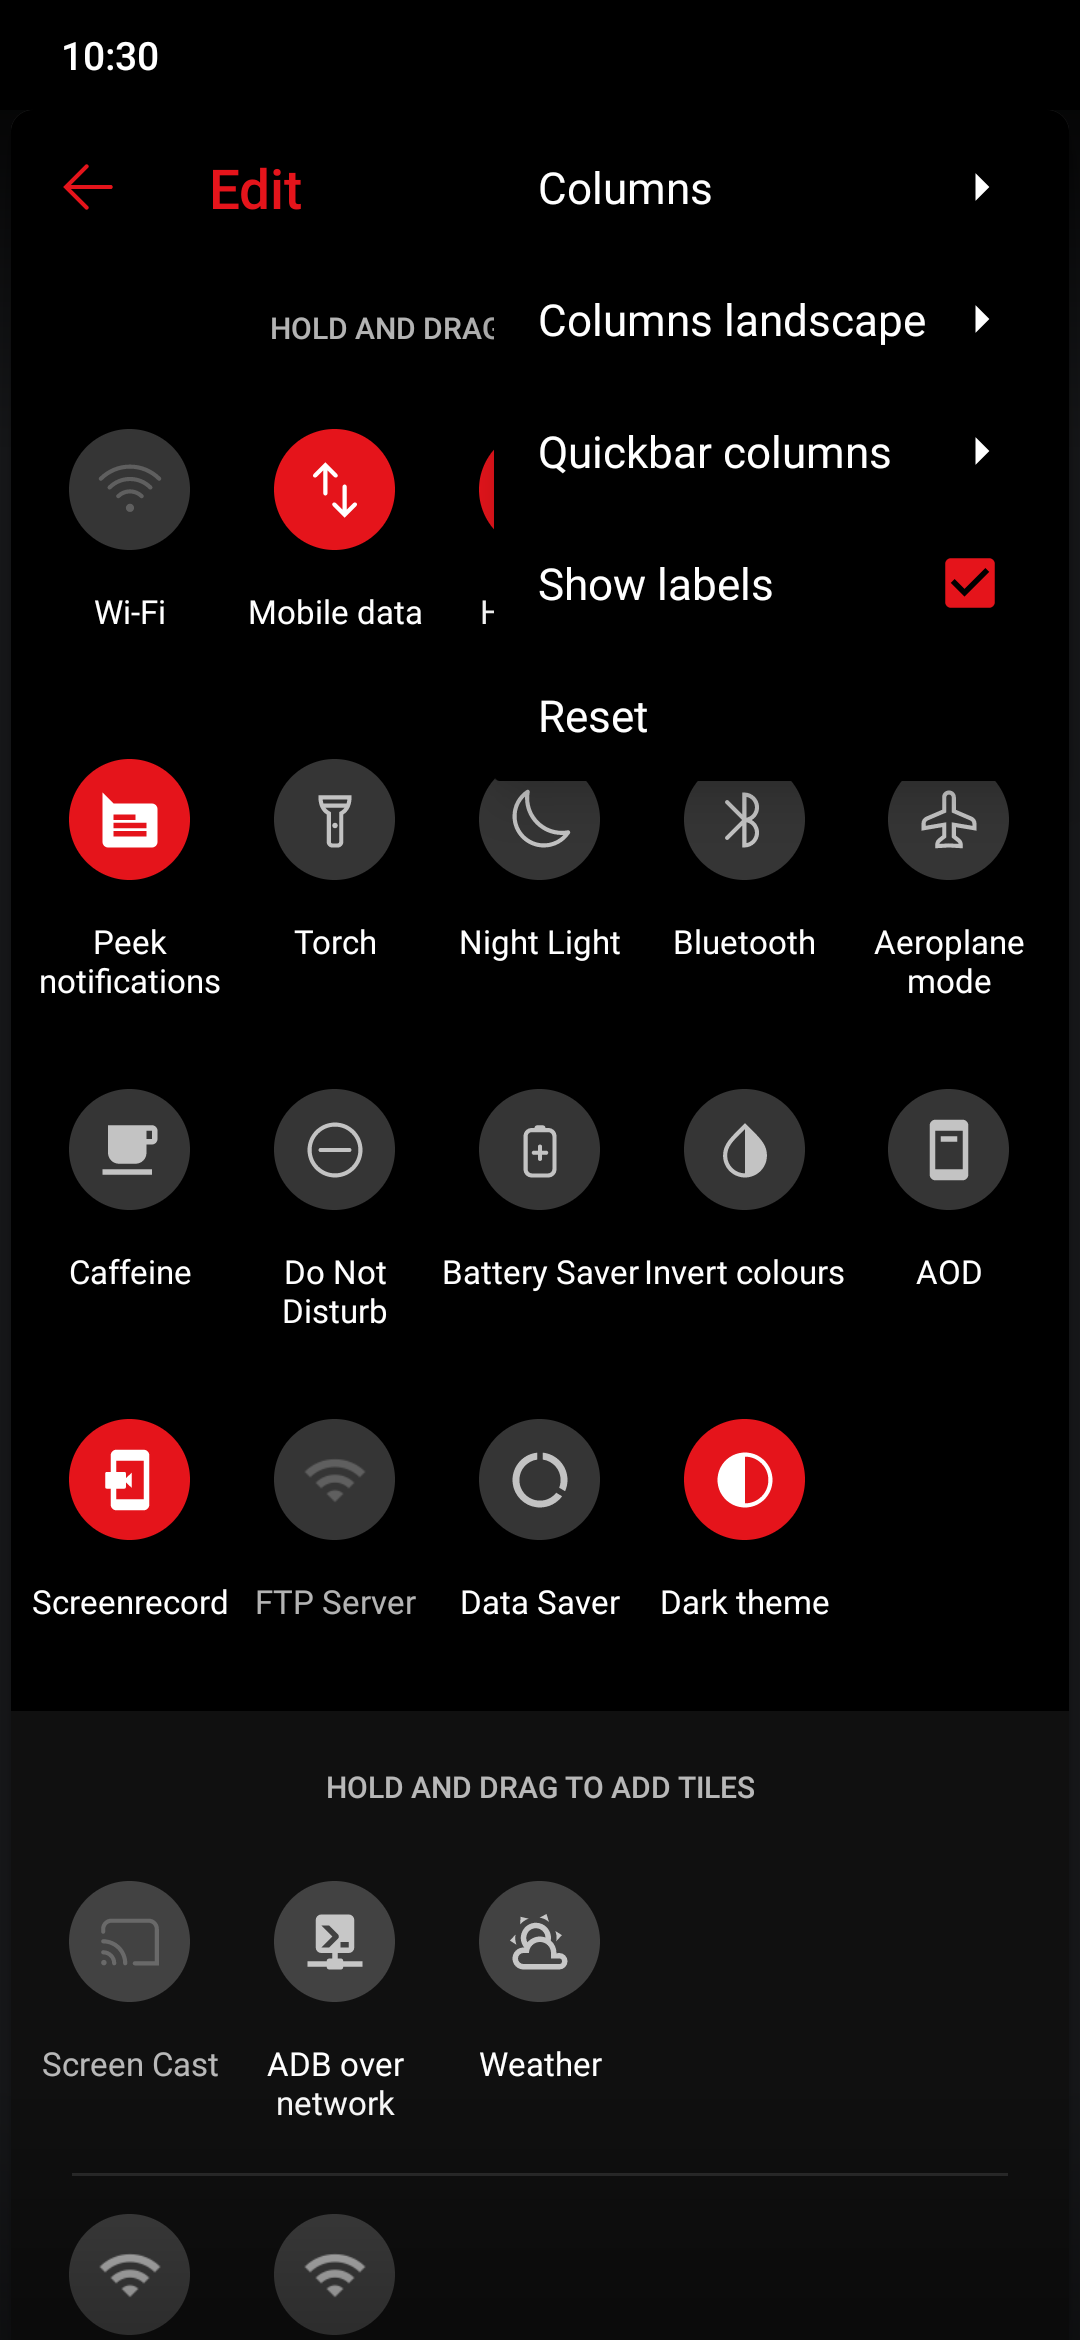 10:30
Edit
Columns
HOLD AND DRAG
Columns landscape
Quickbar columns
Show labels
Reset
Wi-Fi
Mobile data
H
Peek
notifications
Torch
Night Light
Bluetooth
Aeroplane
mode
Caffeine
Do Not
Disturb
Battery Saver
Invert colours
AOD
Screenrecord
FTP Server
Data Saver
Dark theme
HOLD AND DRAG TO ADD TILES
Screen Cast
ADB over
network
Weather